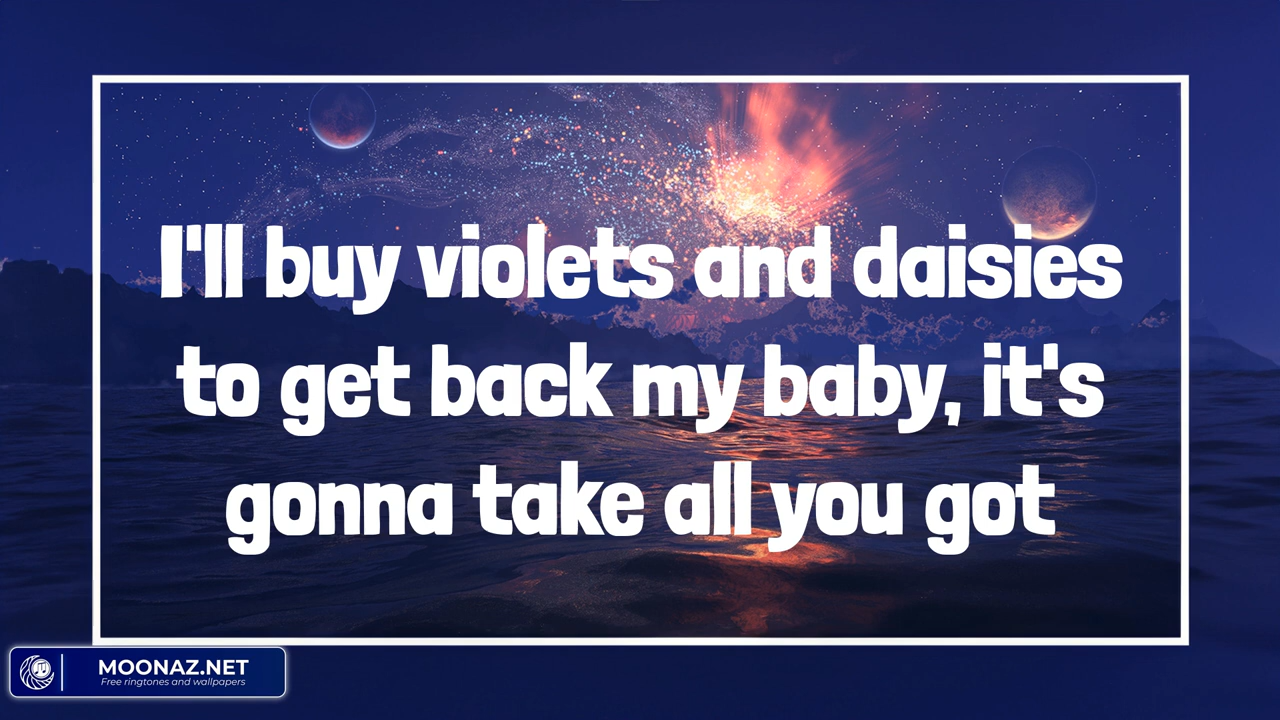 I'll buy violets and daisies
to get back my baby, it's
gonna take all you got
MOONAZ.NET
Free ringtones and wallpapers